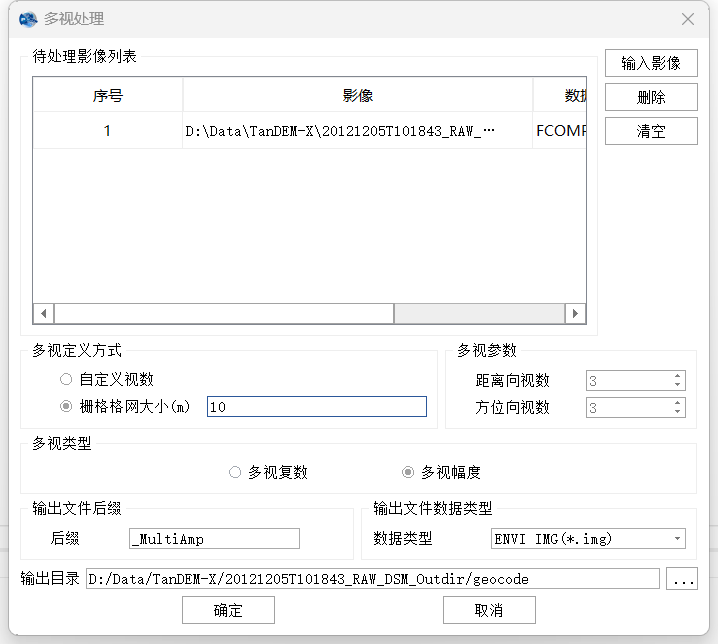 多视处理
待处理影像列表
序号 影像 数据
1 D:\Data\TanDEM-X\20121205T101843_RAW_… FCOMP
输入影像
删除
清空
多视定义方式
自定义视数
栅格格网大小(m) 10
多视参数
距离向视数 3
方位向视数 3
多视类型
多视复数 多视幅度
输出文件后缀
后缀 _MultiAmp
输出文件数据类型
数据类型 ENVI IMG(*.img)
输出目录 D:/Data/TanDEM-X/20121205T101843_RAW_DSM_Outdir/geocode ...
确定 取消